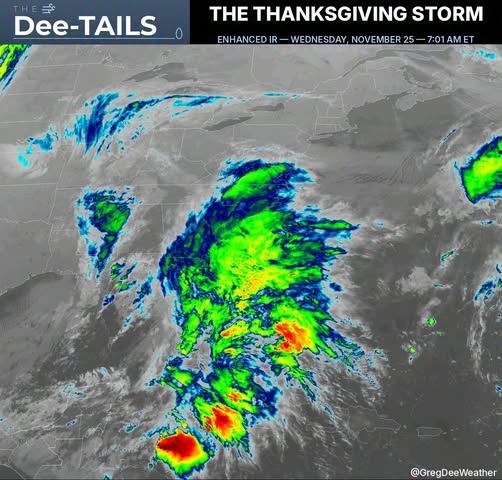 THE
Dee-TAILS
THE THANKSGIVING STORM
ENHANCED IR — WEDNESDAY, NOVEMBER 25 — 7:01 AM ET
@GregDeeWeather